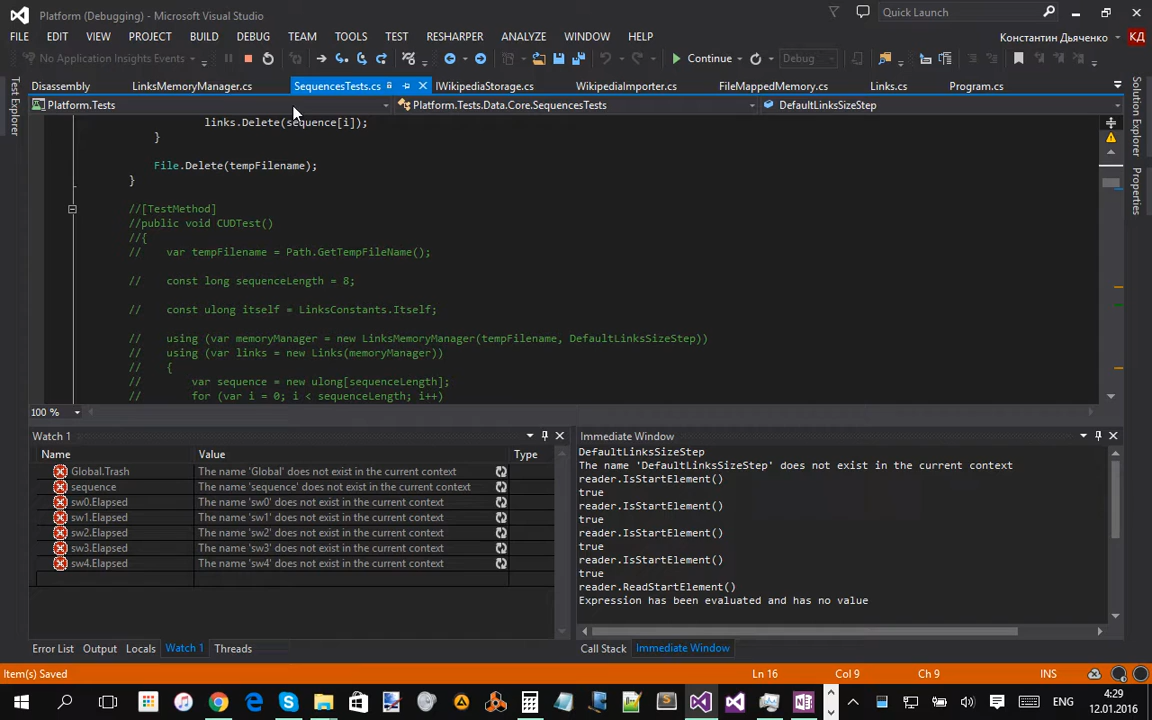 Platform (Debugging) - Microsoft Visual Studio
Quick Launch
FILE EDIT VIEW PROJECT BUILD DEBUG TEAM TOOLS TEST RESHARPER ANALYZE WINDOW HELP
Константин Дьяченко КД
No Application Insights Events
Continue
Debug
Disassembly LinksMemoryManager.cs SequencesTests.cs IWikipediaStorage.cs WikipediaImporter.cs FileMappedMemory.cs Links.cs Program.cs
Platform.Tests Platform.Tests.Data.Core.SequencesTests DefaultLinksSizeStep
Test Explorer
Solution Explorer
Properties
links.Delete(sequence[i]);
}
File.Delete(tempFilename);
}
//[TestMethod]
//public void CUDTest()
//{
//    var tempFilename = Path.GetTempFileName();
//    const long sequenceLength = 8;
//    const ulong itself = LinksConstants.Itself;
//    using (var memoryManager = new LinksMemoryManager(tempFilename, DefaultLinksSizeStep))
//    using (var links = new Links(memoryManager))
//    {
//        var sequence = new ulong[sequenceLength];
//        for (var i = 0; i < sequenceLength; i++)
100 %
Watch 1
Name Value Type
Global.Trash The name 'Global' does not exist in the current context
sequence The name 'sequence' does not exist in the current context
sw0.Elapsed The name 'sw0' does not exist in the current context
sw1.Elapsed The name 'sw1' does not exist in the current context
sw2.Elapsed The name 'sw2' does not exist in the current context
sw3.Elapsed The name 'sw3' does not exist in the current context
sw4.Elapsed The name 'sw4' does not exist in the current context
Error List Output Locals Watch 1 Threads
Immediate Window
DefaultLinksSizeStep
The name 'DefaultLinksSizeStep' does not exist in the current context
reader.IsStartElement()
true
reader.IsStartElement()
true
reader.IsStartElement()
true
reader.IsStartElement()
true
reader.ReadStartElement()
Expression has been evaluated and has no value
Call Stack Immediate Window
Item(s) Saved Ln 16 Col 9 Ch 9 INS
ENG
4:29
12.01.2016